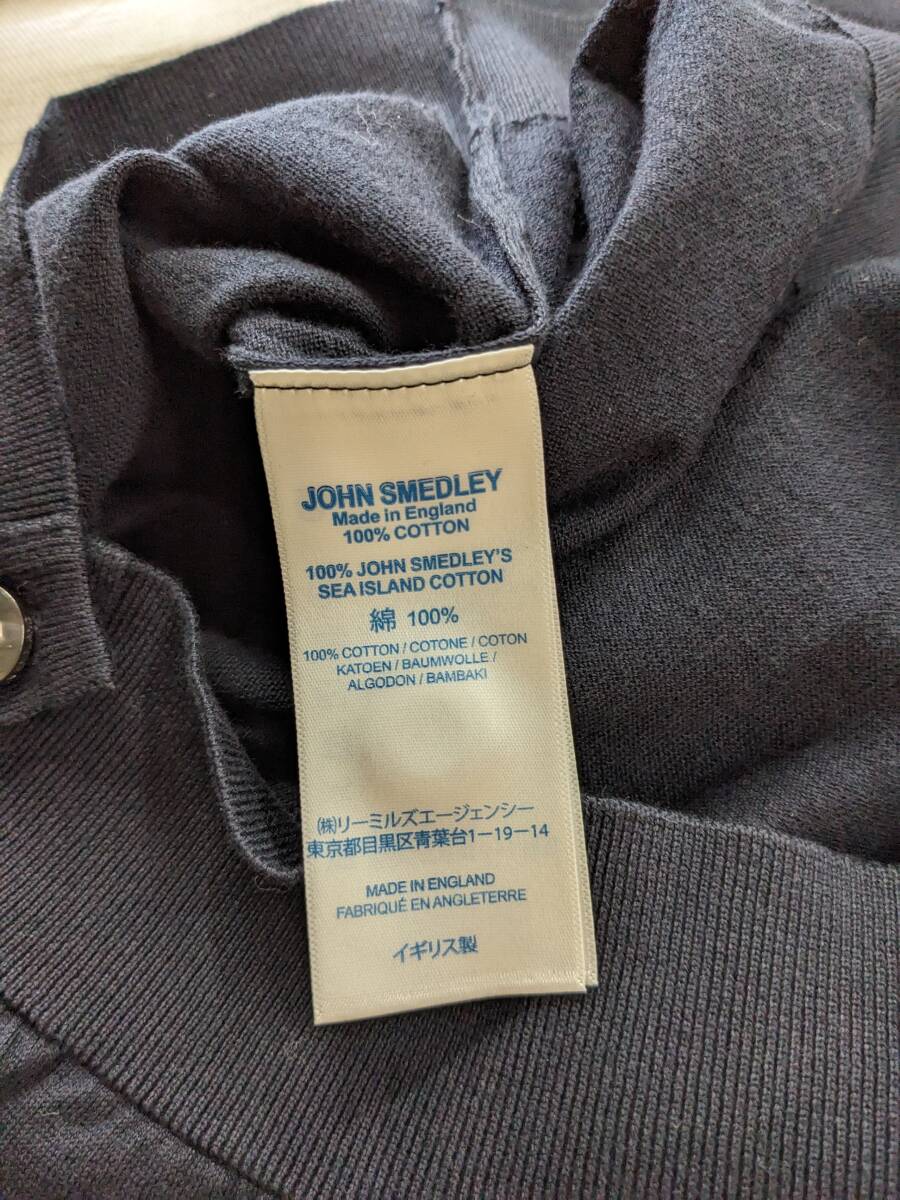 JOHN SMEDLEY
Made in England
100% COTTON
100% JOHN SMEDLEY'S
SEA ISLAND COTTON
綿 100%
100% COTTON / COTONE / COTON
KATOEN / BAUMWOLLE /
ALGODON / BAMBAKI
㈱リーミルズエージェンシー
東京都目黒区青葉台1-19-14
MADE IN ENGLAND
FABRIQUÉ EN ANGLETERRE
イギリス製